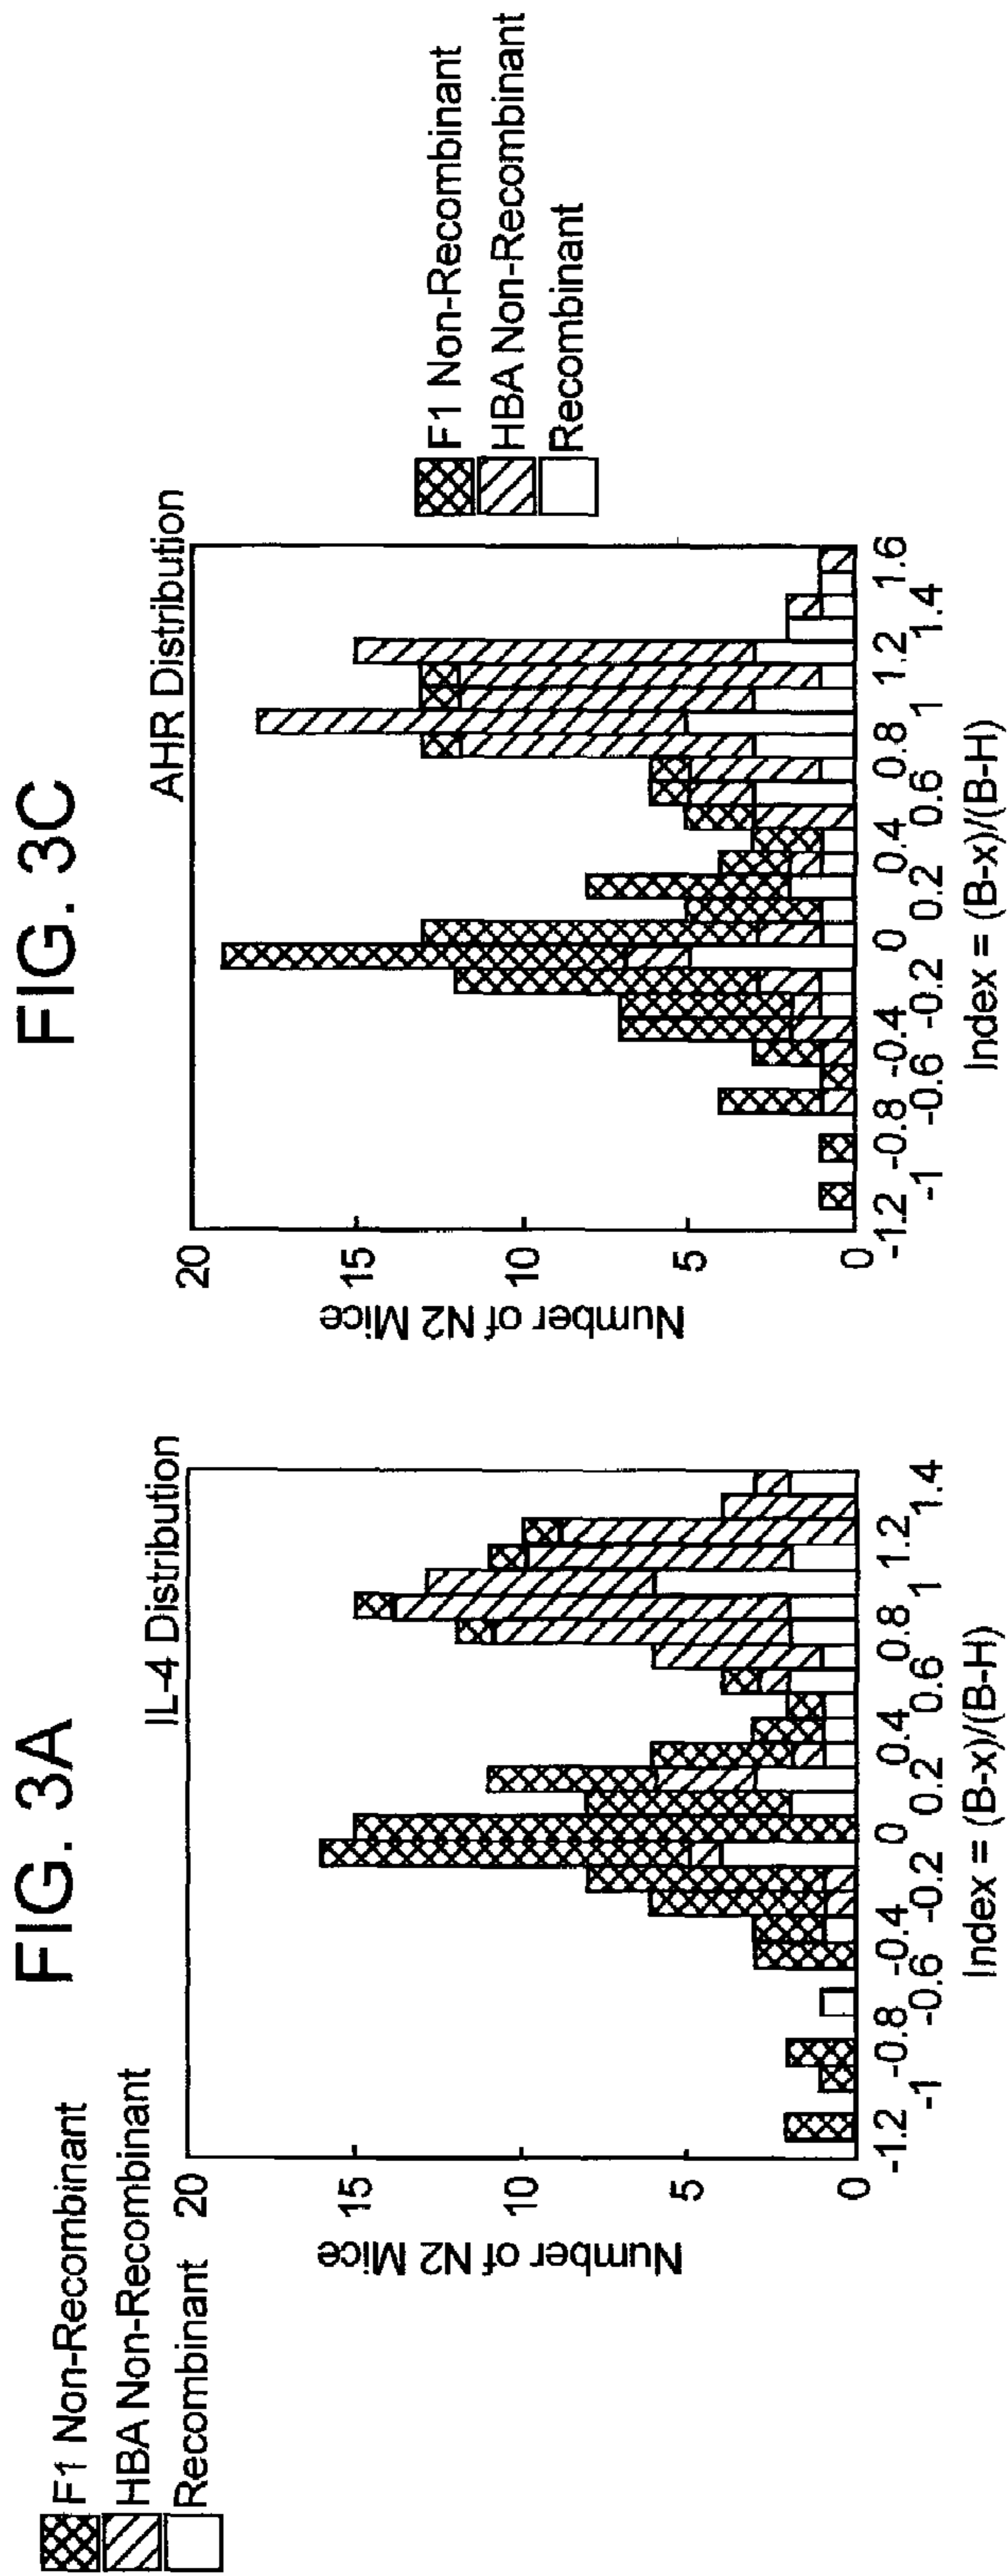 FIG. 3A
F1 Non-Recombinant
HBA Non-Recombinant
Recombinant
IL-4 Distribution
Number of N2 Mice
20
15
10
5
0
-1.2 -0.8 -0.4 -0.2 0 0.2 0.4 0.8 1.2
-1 -0.6 0.6 1 1.4
Index = (B-x)/(B-H)
FIG. 3C
AHR Distribution
Number of N2 Mice
20
15
10
5
0
-1.2 -0.8 -0.4 -0.2 0 0.2 0.4 0.8 1.2 1.6
-1 -0.6 0.6 1 1.4
Index = (B-x)/(B-H)
F1 Non-Recombinant
HBA Non-Recombinant
Recombinant